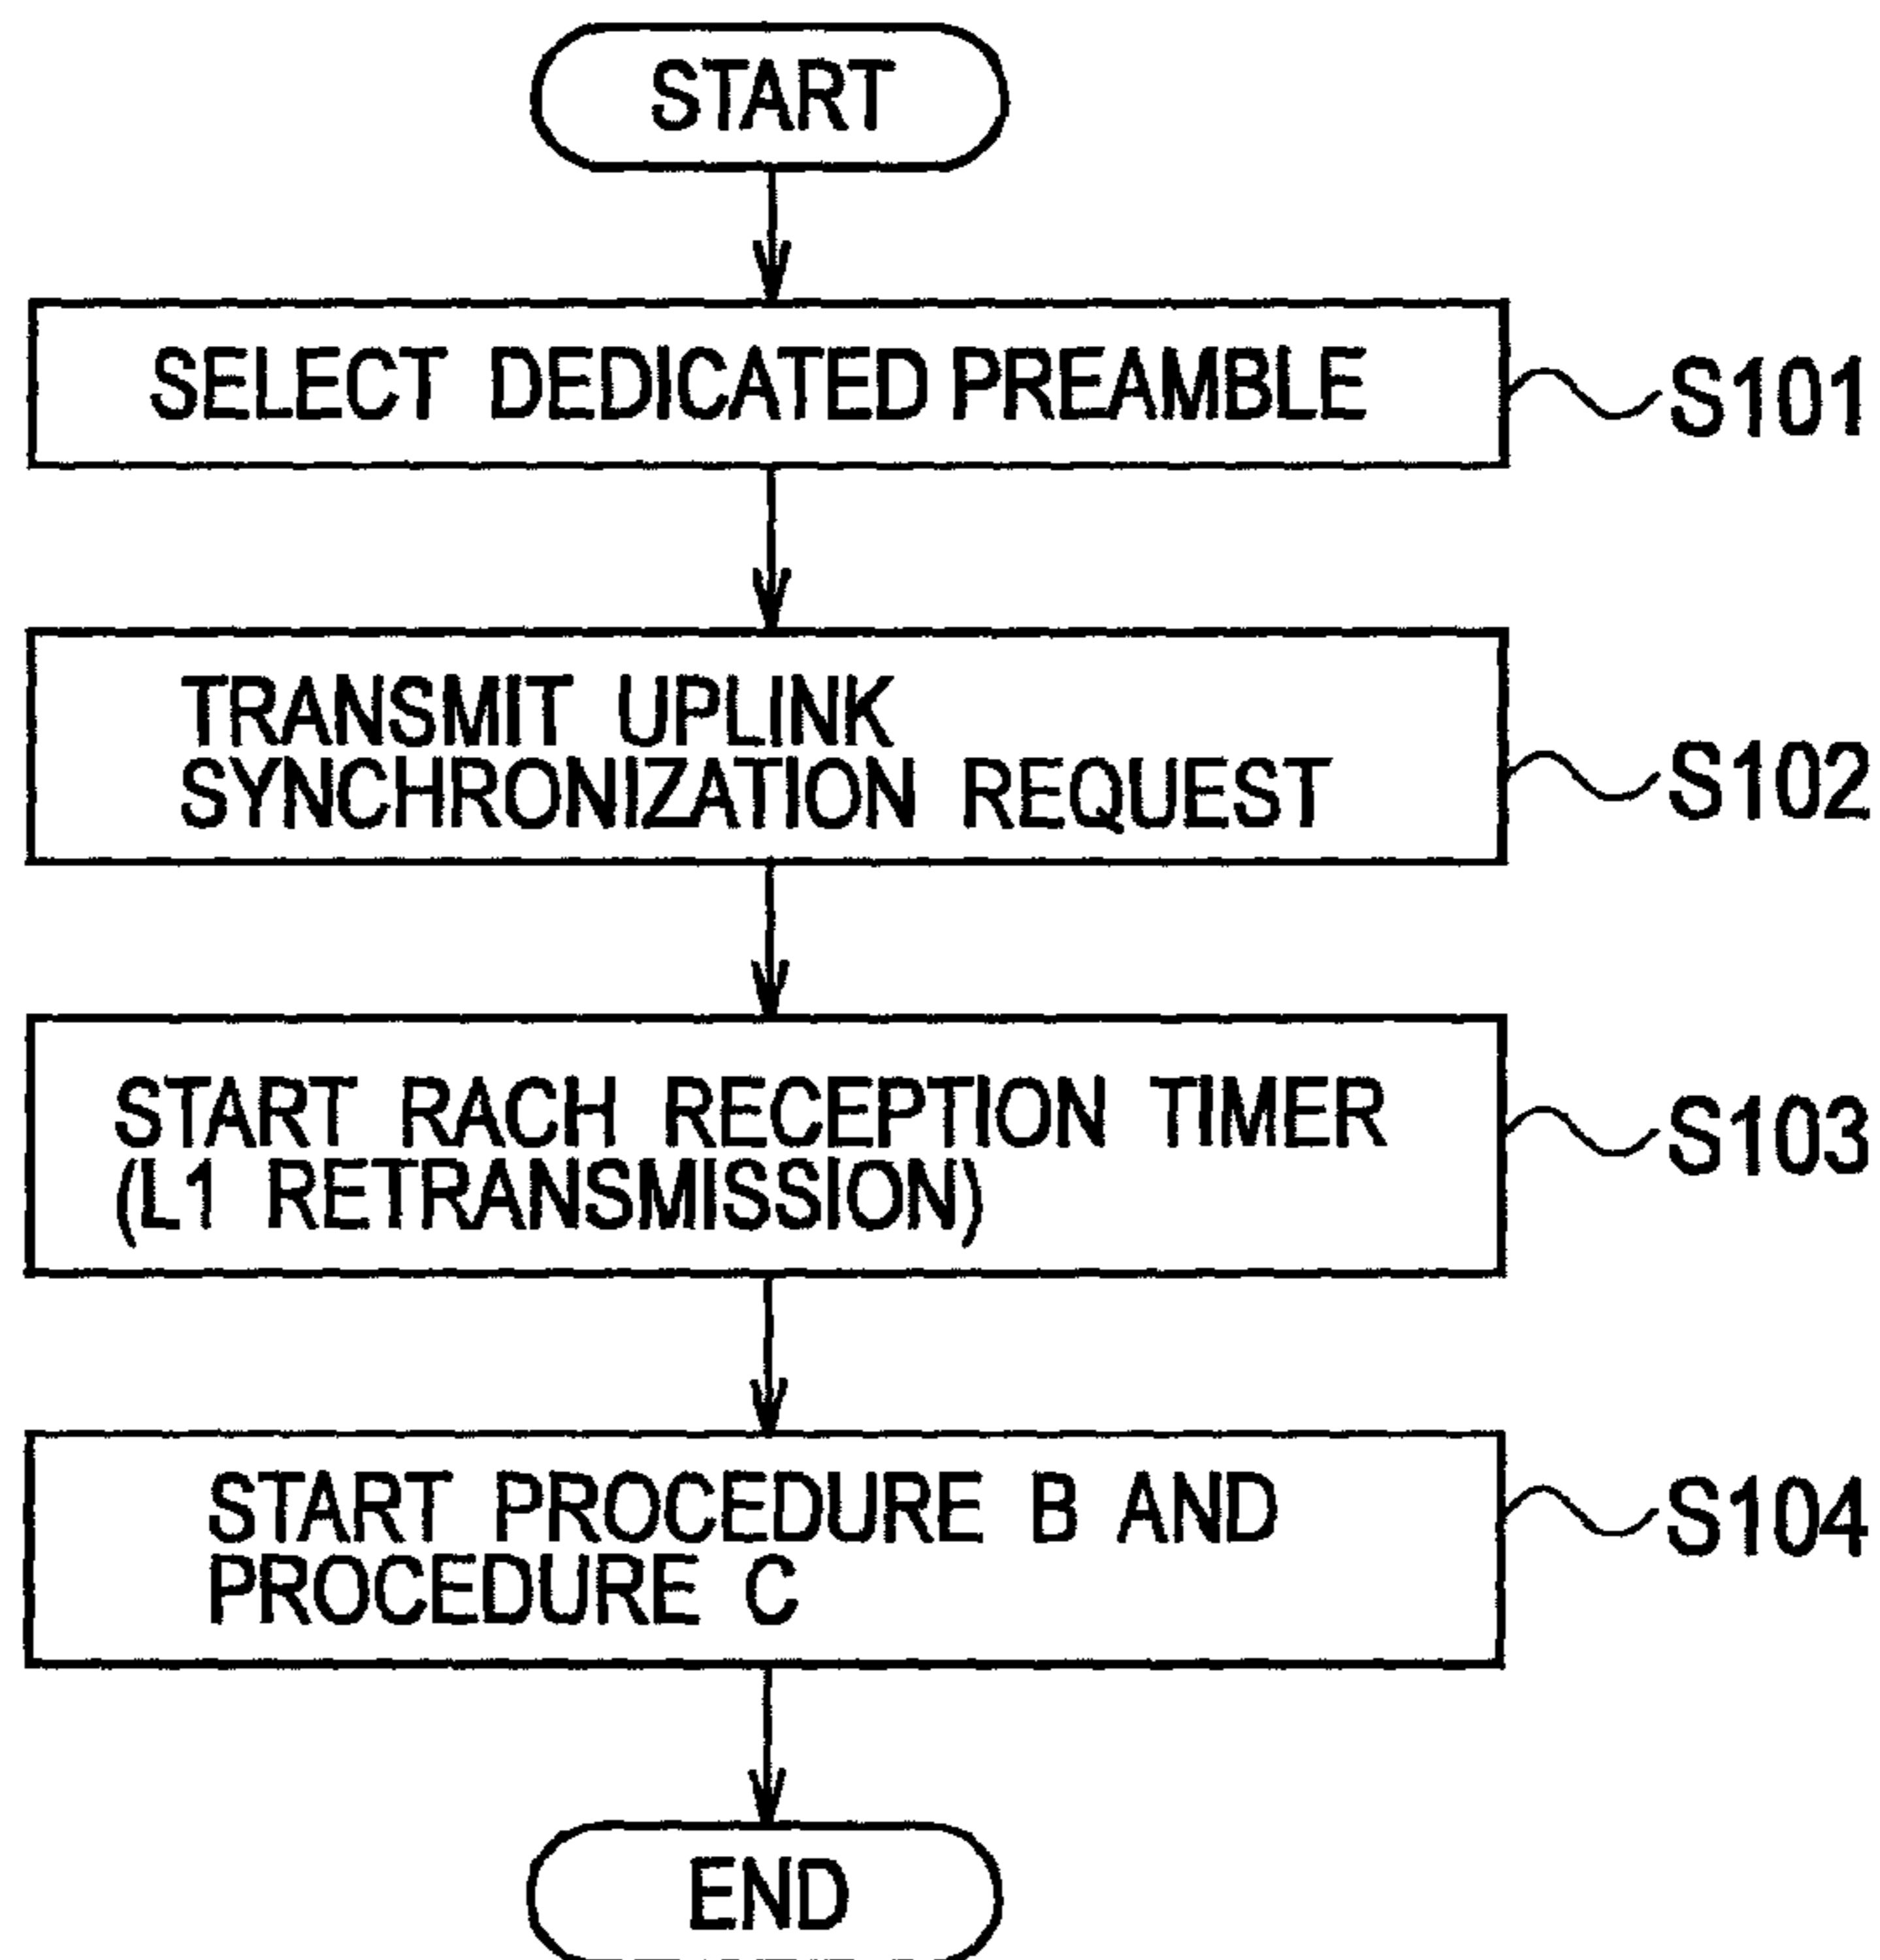 START
SELECT DEDICATED PREAMBLE
S101
TRANSMIT UPLINK
SYNCHRONIZATION REQUEST
S102
START RACH RECEPTION TIMER
(L1 RETRANSMISSION)
S103
START PROCEDURE B AND
PROCEDURE C
S104
END